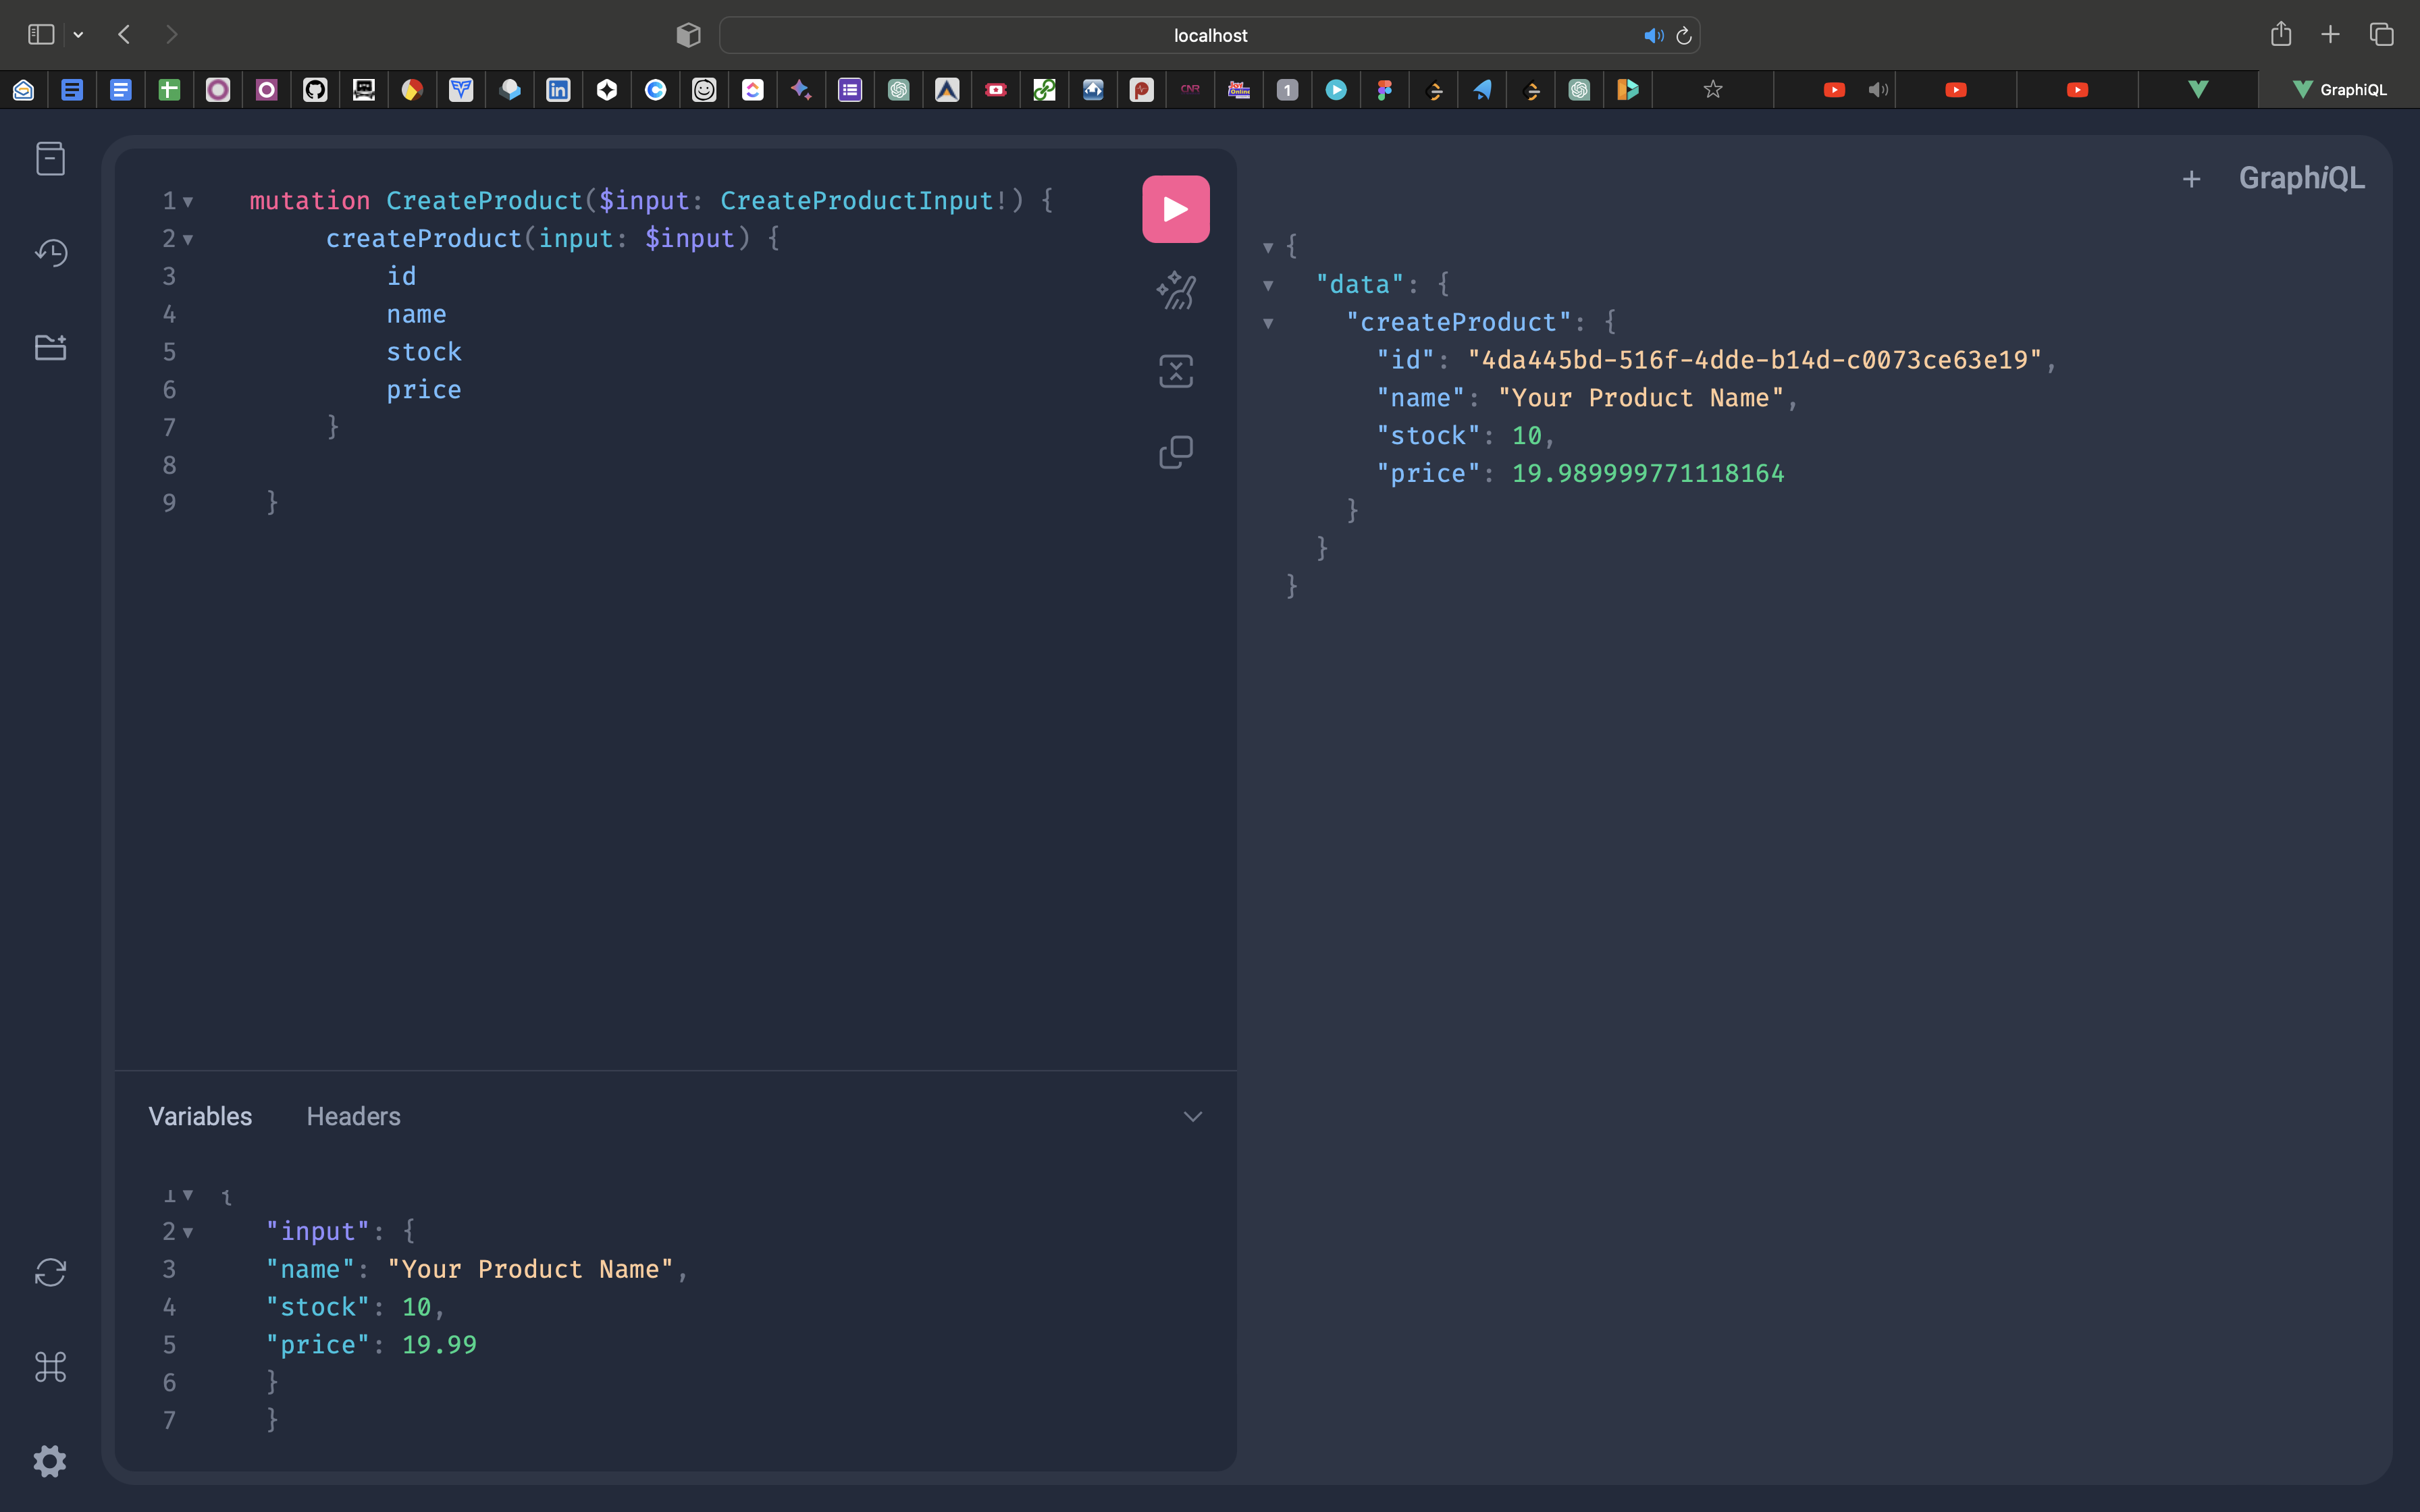 localhost
CNR
1
GraphiQL
1 mutation CreateProduct($input: CreateProductInput!) {
2 createProduct(input: $input) {
3 id
4 name
5 stock
6 price
7 }
8
9 }
+ GraphiQL
{
"data": {
"createProduct": {
"id": "4da445bd-516f-4dde-b14d-c0073ce63e19",
"name": "Your Product Name",
"stock": 10,
"price": 19.989999771118164
}
}
}
Variables Headers
1 {
2 "input": {
3 "name": "Your Product Name",
4 "stock": 10,
5 "price": 19.99
6 }
7 }